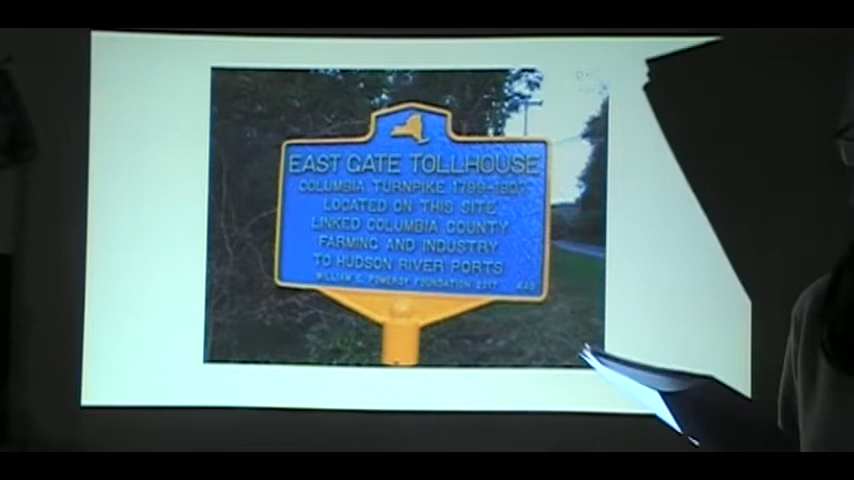 EAST GATE TOLLHOUSE
COLUMBIA TURNPIKE 1799-1907
LOCATED ON THIS SITE
LINKED COLUMBIA COUNTY
FARMING AND INDUSTRY
TO HUDSON RIVER PORTS
WILLIAM G. POMEROY FOUNDATION 2017